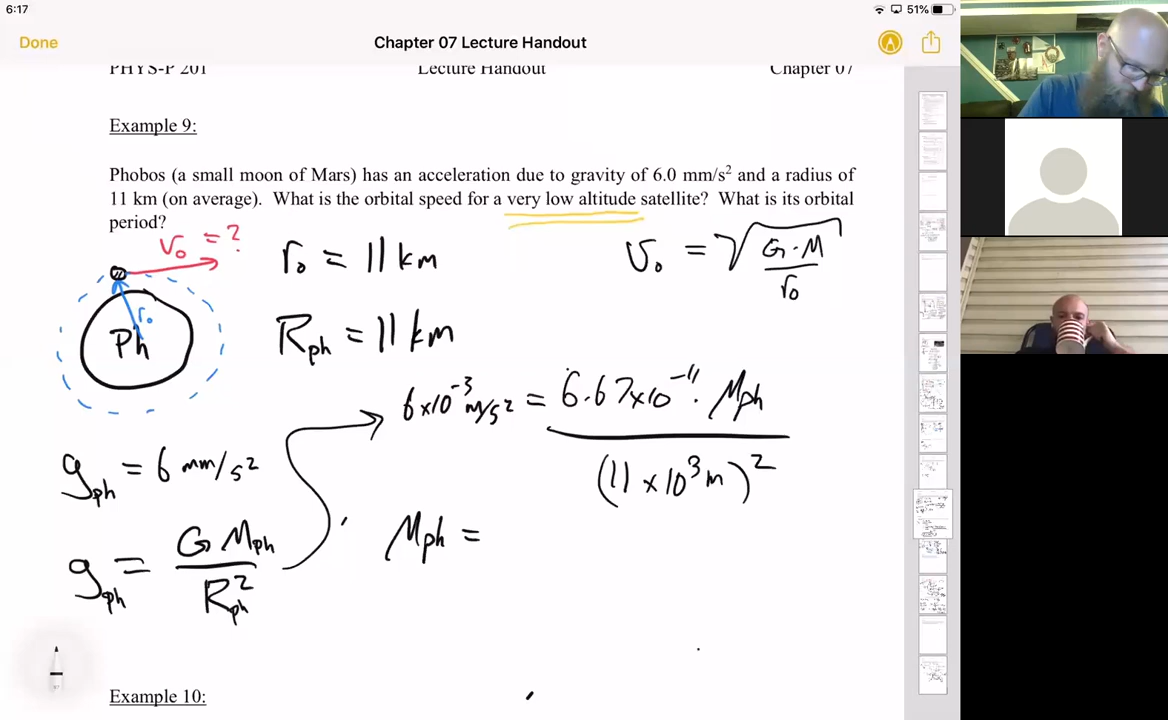 6:17
51%
Done
Chapter 07 Lecture Handout
PHYS-P 201 Lecture Handout Chapter 07
Example 9:
Phobos (a small moon of Mars) has an acceleration due to gravity of 6.0 mm/s² and a radius of
11 km (on average). What is the orbital speed for a very low altitude satellite? What is its orbital
period?
v₀ = ?
r₀ = 11 km
v₀ = √(G·M / r₀)
r₀
Ph
R_ph = 11 km
6×10⁻³ m/s² = 6.67×10⁻¹¹ · M_ph / (11 × 10³ m)²
g_ph = 6 mm/s²
M_ph =
g_ph = G M_ph / R_ph²
Example 10: